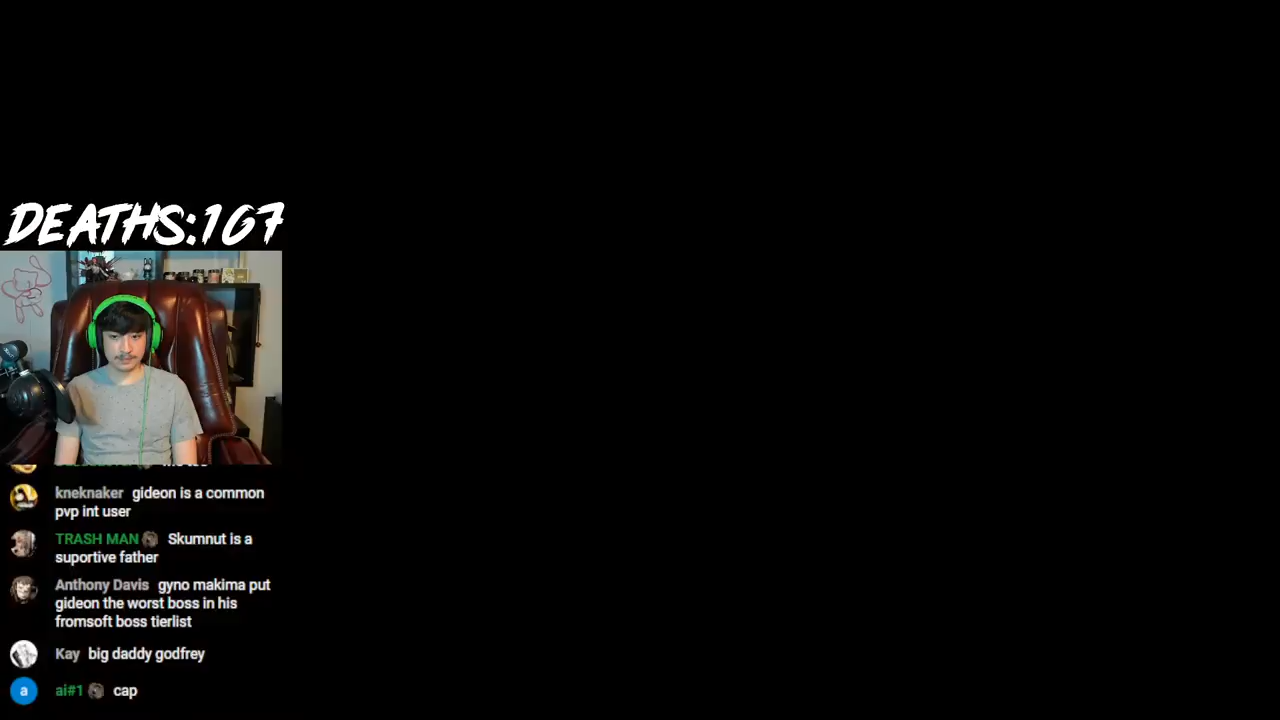 DEATHS:167
kneknaker gideon is a common
pvp int user
TRASH MAN Skumnut is a
suportive father
Anthony Davis gyno makima put
gideon the worst boss in his
fromsoft boss tierlist
Kay big daddy godfrey
a ai#1 cap